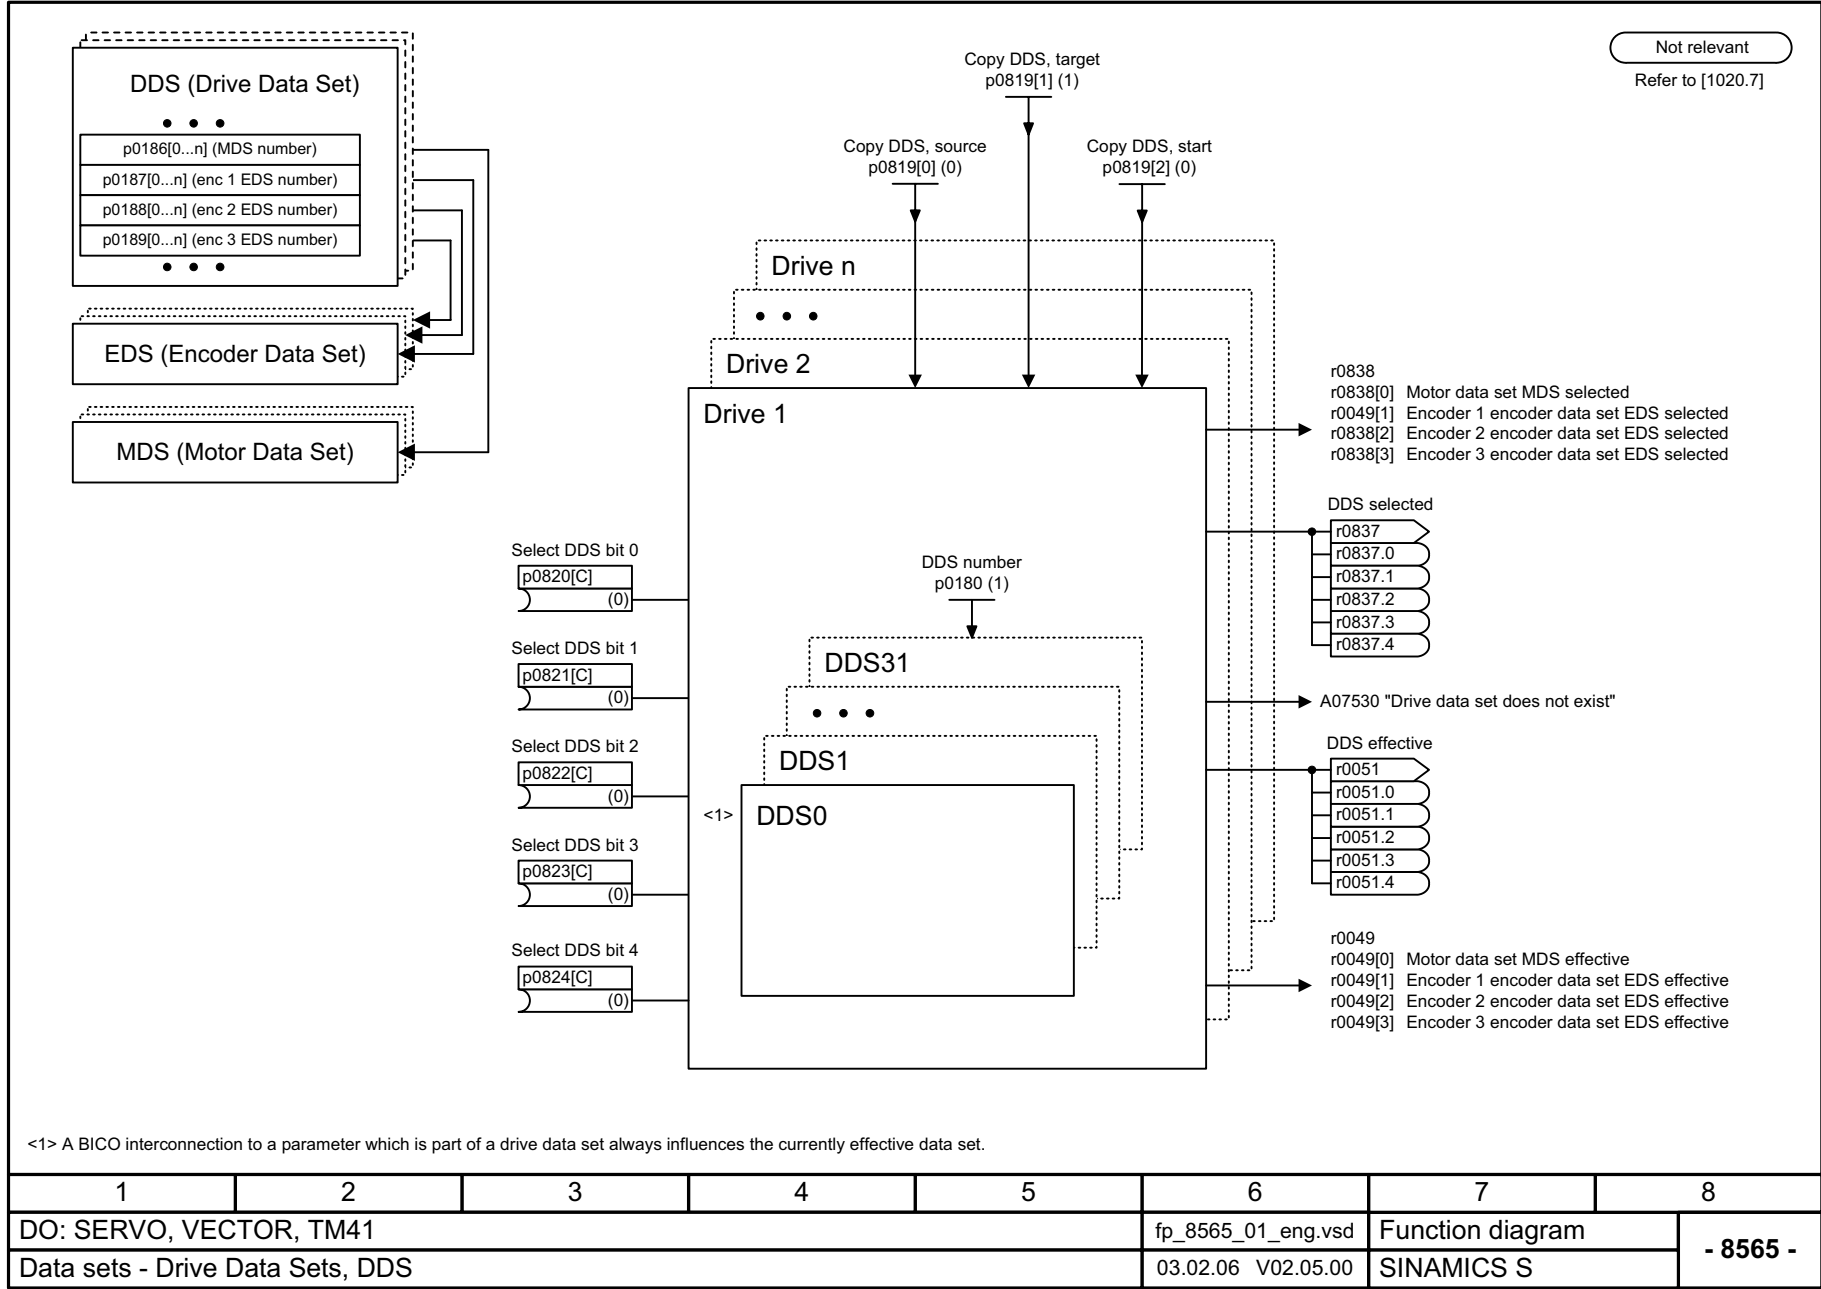 DDS (Drive Data Set)
• • •
p0186[0...n] (MDS number)
p0187[0...n] (enc 1 EDS number)
p0188[0...n] (enc 2 EDS number)
p0189[0...n] (enc 3 EDS number)
• • •
EDS (Encoder Data Set)
MDS (Motor Data Set)
Copy DDS, target
p0819[1] (1)
Copy DDS, source
p0819[0] (0)
Copy DDS, start
p0819[2] (0)
Not relevant
Refer to [1020.7]
Drive n
• • •
Drive 2
Drive 1
Select DDS bit 0
p0820[C]
(0)
Select DDS bit 1
p0821[C]
(0)
Select DDS bit 2
p0822[C]
(0)
Select DDS bit 3
p0823[C]
(0)
Select DDS bit 4
p0824[C]
(0)
DDS number
p0180 (1)
DDS31
• • •
DDS1
<1>
DDS0
r0838
r0838[0] Motor data set MDS selected
r0049[1] Encoder 1 encoder data set EDS selected
r0838[2] Encoder 2 encoder data set EDS selected
r0838[3] Encoder 3 encoder data set EDS selected
DDS selected
r0837
r0837.0
r0837.1
r0837.2
r0837.3
r0837.4
A07530 "Drive data set does not exist"
DDS effective
r0051
r0051.0
r0051.1
r0051.2
r0051.3
r0051.4
r0049
r0049[0] Motor data set MDS effective
r0049[1] Encoder 1 encoder data set EDS effective
r0049[2] Encoder 2 encoder data set EDS effective
r0049[3] Encoder 3 encoder data set EDS effective
<1> A BICO interconnection to a parameter which is part of a drive data set always influences the currently effective data set.
1 2 3 4 5 6 7 8
DO: SERVO, VECTOR, TM41
fp_8565_01_eng.vsd
Function diagram
- 8565 -
Data sets - Drive Data Sets, DDS
03.02.06 V02.05.00
SINAMICS S